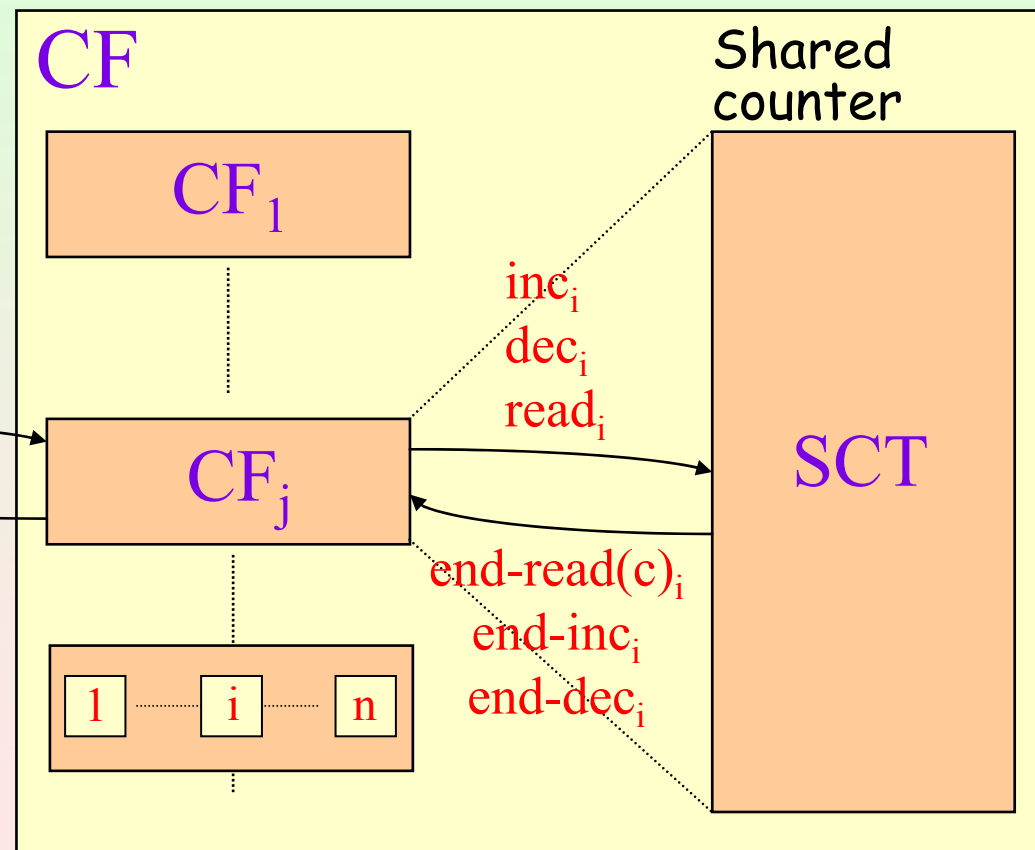 CF
Shared
counter
CF₁
incᵢ
decᵢ
readᵢ
CFⱼ
SCT
end-read(c)ᵢ
end-incᵢ
end-decᵢ
1 i n